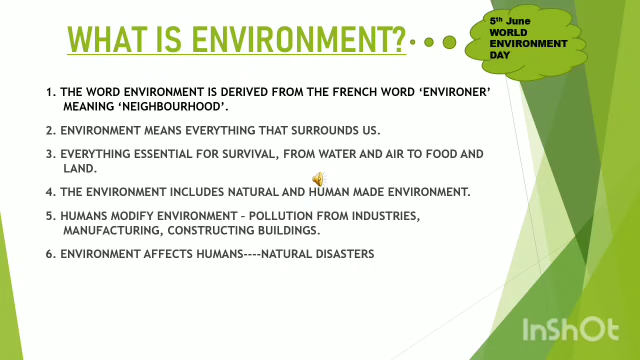 WHAT IS ENVIRONMENT?
5th June
WORLD
ENVIRONMENT
DAY
1. THE WORD ENVIRONMENT IS DERIVED FROM THE FRENCH WORD ‘ENVIRONER’
MEANING ‘NEIGHBOURHOOD’.
2. ENVIRONMENT MEANS EVERYTHING THAT SURROUNDS US.
3. EVERYTHING ESSENTIAL FOR SURVIVAL, FROM WATER AND AIR TO FOOD AND
LAND.
4. THE ENVIRONMENT INCLUDES NATURAL AND HUMAN MADE ENVIRONMENT.
5. HUMANS MODIFY ENVIRONMENT – POLLUTION FROM INDUSTRIES,
MANUFACTURING, CONSTRUCTING BUILDINGS.
6. ENVIRONMENT AFFECTS HUMANS----NATURAL DISASTERS
InShOt